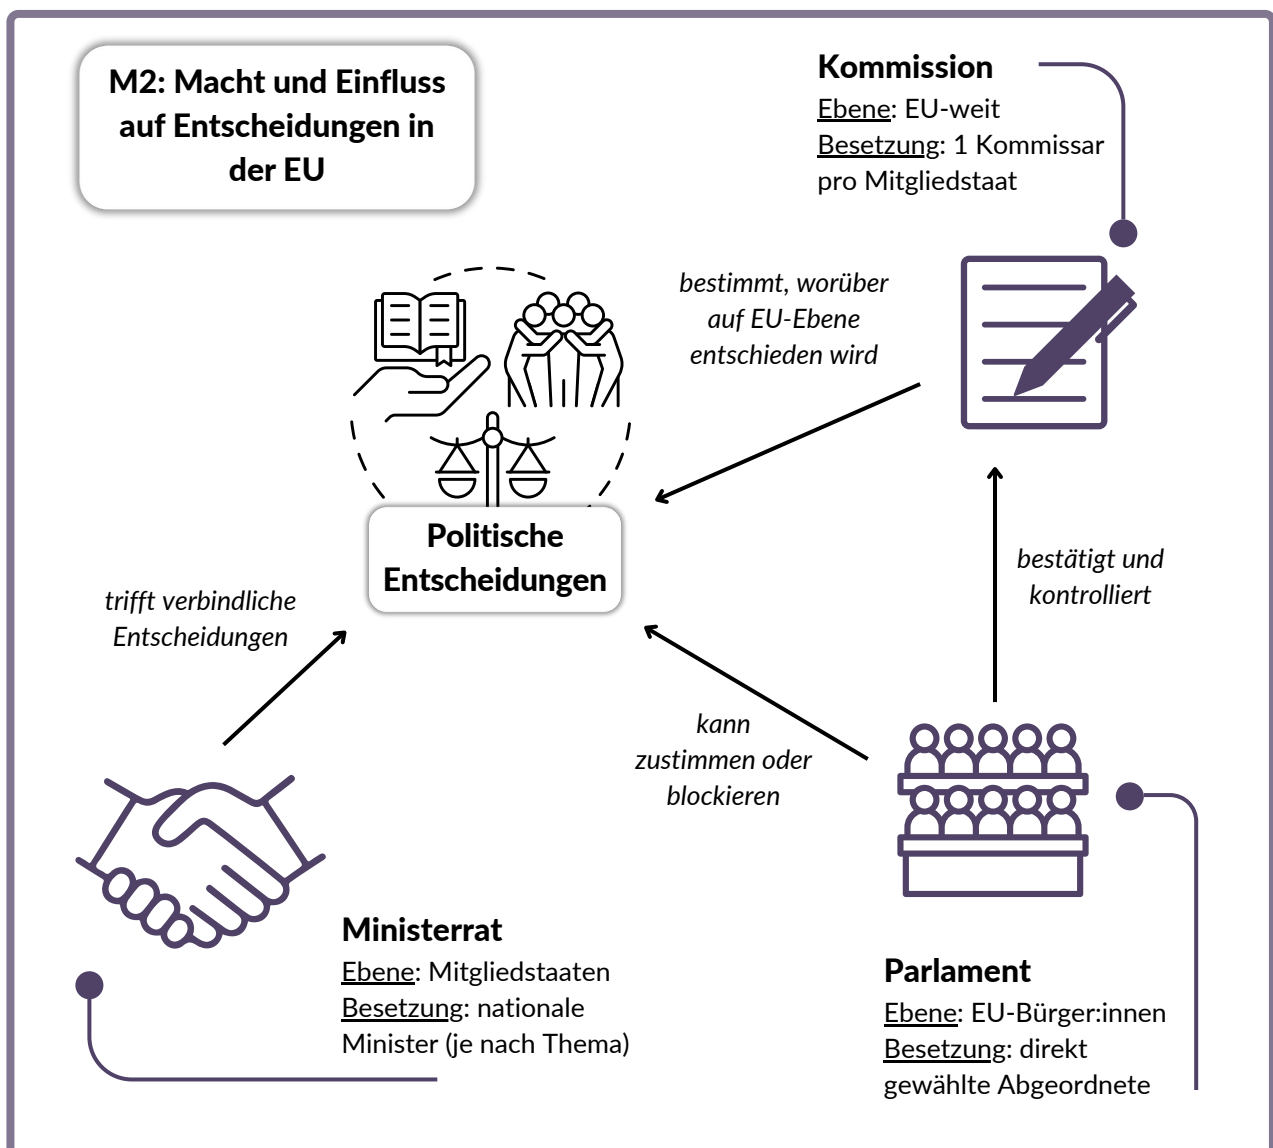 M2: Macht und Einfluss
auf Entscheidungen in
der EU
Kommission
Ebene: EU-weit
Besetzung: 1 Kommissar
pro Mitgliedstaat
bestimmt, worüber
auf EU-Ebene
entschieden wird
Politische
Entscheidungen
trifft verbindliche
Entscheidungen
bestätigt und
kontrolliert
kann
zustimmen oder
blockieren
Ministerrat
Ebene: Mitgliedstaaten
Besetzung: nationale
Minister (je nach Thema)
Parlament
Ebene: EU-Bürger:innen
Besetzung: direkt
gewählte Abgeordnete